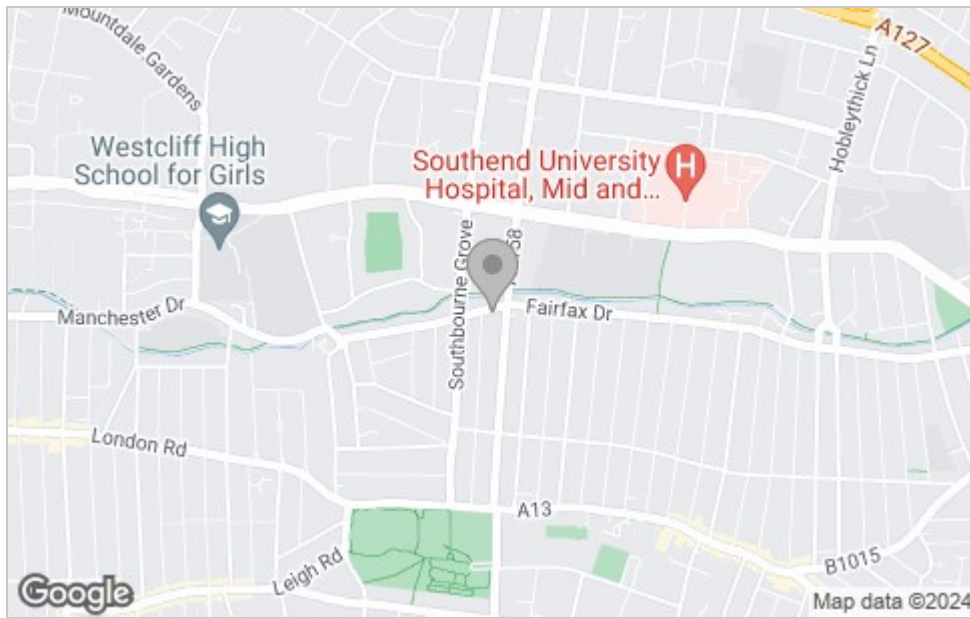 Mountdale Gardens
A127
Hobleythick Ln
Westcliff High
School for Girls
Southend University
Hospital, Mid and...
H
Southbourne Grove
58
Manchester Dr
Fairfax Dr
London Rd
A13
Leigh Rd
B1015
Google
Map data ©2024